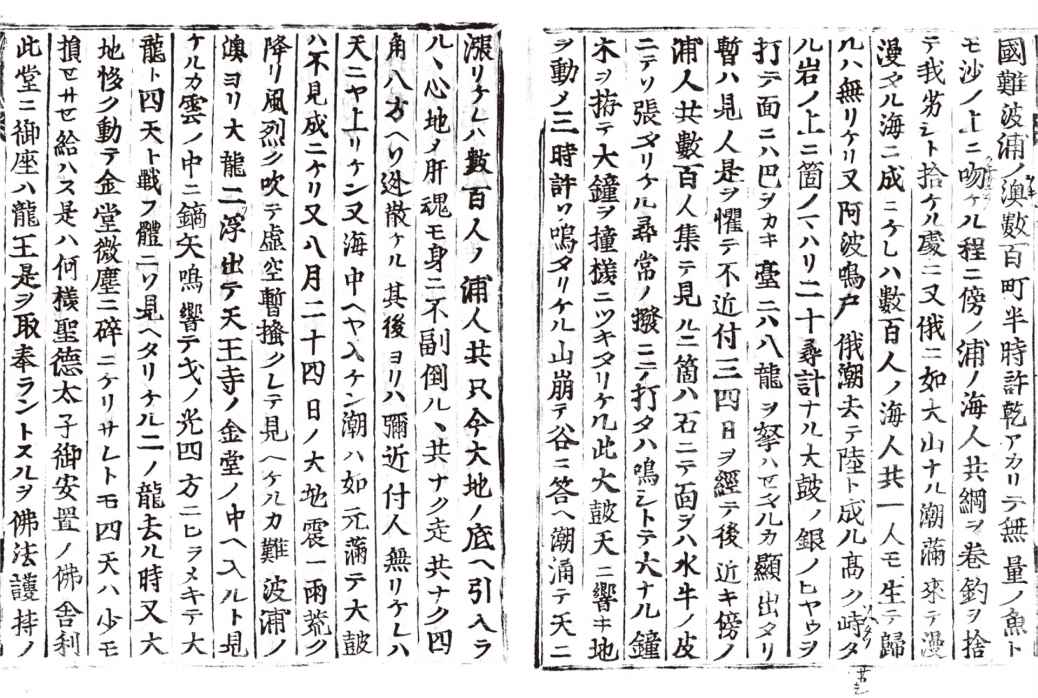 國難波浦ノ澳數百町半時許乾アカリテ無量ノ魚ト
モ沙ノ上ニ吻ケル程ニ傍ノ浦ノ海人共網ヲ卷釣ヲ捨
テ我劣シト拾ケル處ニ又俄ニ如大山ナル潮滿來テ漫
漫タル海ニ成ニケレハ數百人ノ海人共一人モ生テ歸
ルハ無リケリ又阿波鳴戸俄潮去テ陸ト成ル高ク峙タ
ル岩ノ上ニ筒ノマハリ二十尋計ナル大鼓ノ銀ノヒヤウヲ
打テ面ニハ巴ヲカキ臺ニハ八龍ヲ拏ハセタルカ顯出タリ
暫ハ見人是ヲ懼テ不近付三四日ヲ經テ後近キ傍ノ
浦人共數百人集テ見ルニ筒ハ石ニテ面ヲハ水牛ノ皮
ニテソ張タリケル尋常ノ撥ニテ打タハ鳴シトテ大ナル鐘
木ヲ拵テ大鐘ヲ撞樣ニツキタリケル此大鼓天ニ響キ地
ヲ動メ三時許ソ鳴タリケル山崩テ谷ニ答ヘ潮涌テ天ニ
漲リケレハ數百人ノ浦人共只今大地ノ底ヘ引入ラ
ルヽ心地メ肝魂モ身ニ不副倒ルヽ共ナク走共ナク四
角八方ヘソ迯散ケル其後ヨリハ彌近付人無リケレハ
天ニヤ上リケン又海中ヘヤ入ケン潮ハ如元滿テ大鼓
ハ不見成ニケリ又八月二十四日ノ大地震ニ雨荒ク
降リ風烈ク吹テ虛空暫搔クレテ見ヘケルカ難波浦ノ
澳ヨリ大龍二浮出テ天王寺ノ金堂ノ中ヘ入ルト見
ケルカ雲ノ中ニ鏑矢鳴響テ戈ノ光四方ニヒラメキテ大
龍ト四天ト戰フ體ニソ見ヘタリケル二ノ龍去ル時又大
地惨ク動テ金堂微塵ニ碎ニケリサレトモ四天ハ少モ
損セサセ給ハス是ハ何樣聖德太子御安置ノ佛舍利
此堂ニ御座ハ龍王是ヲ取奉ラントスルヲ佛法護持ノ